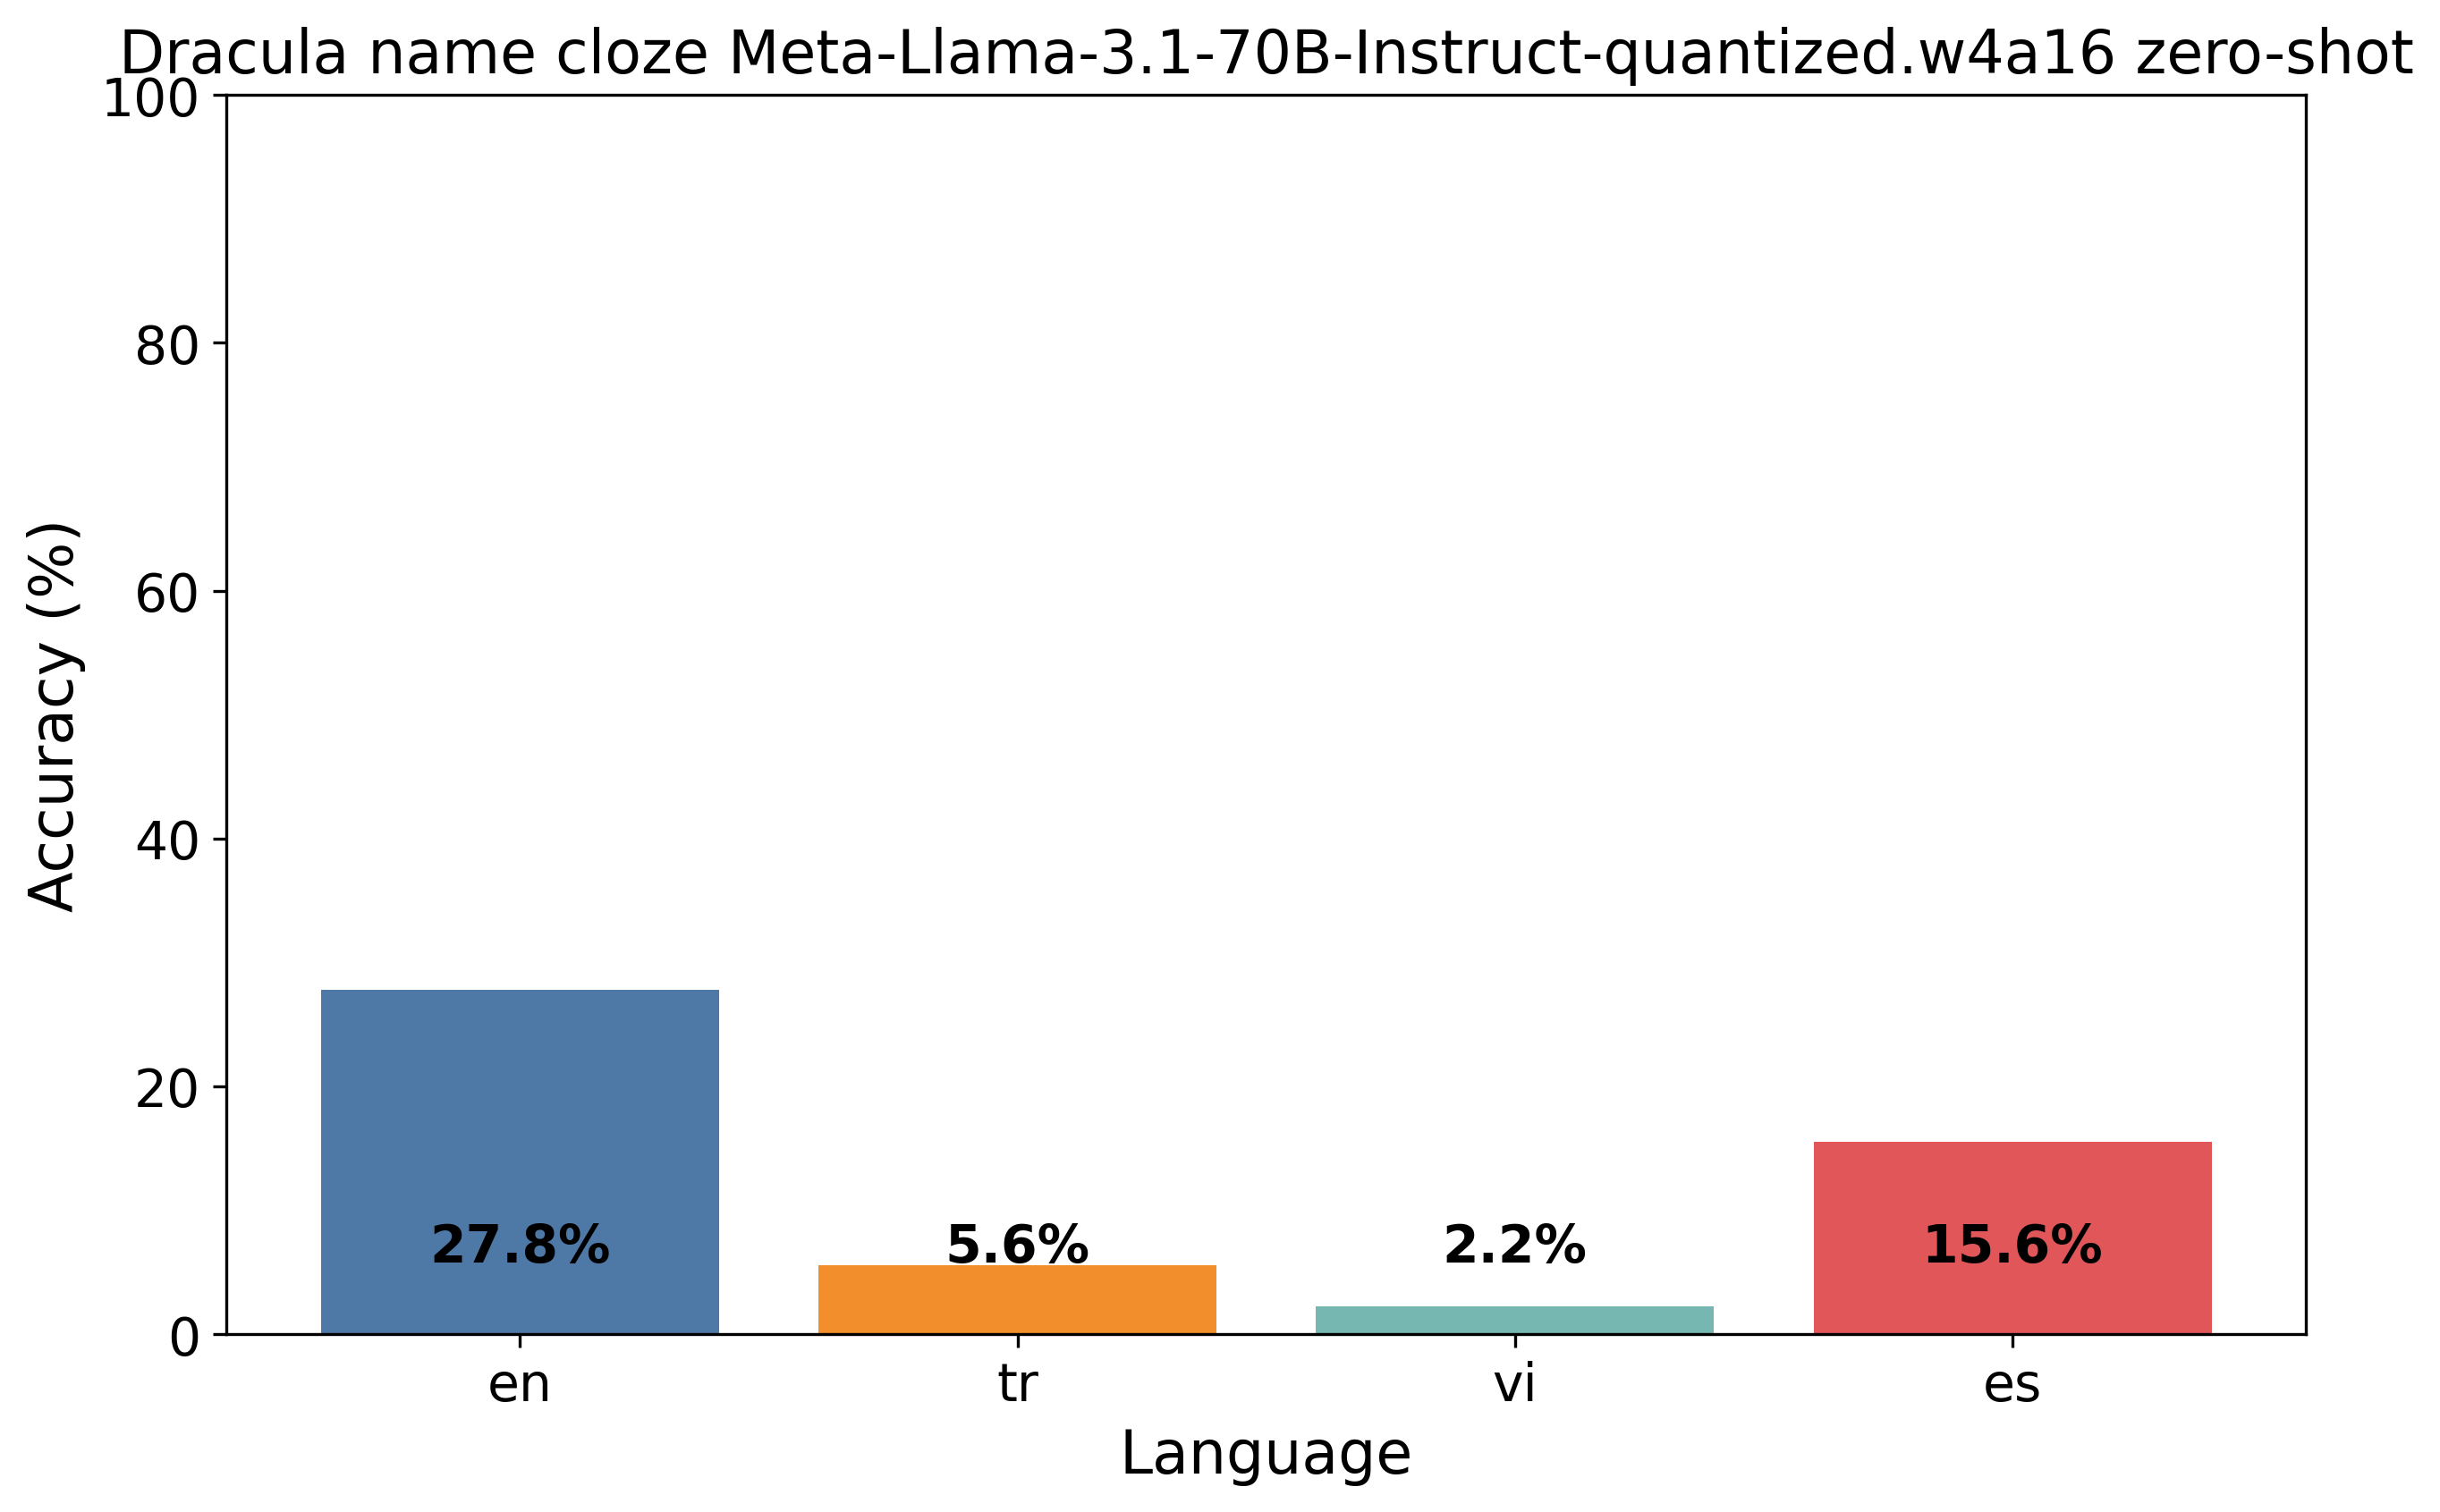 Dracula name cloze Meta-Llama-3.1-70B-Instruct-quantized.w4a16 zero-shot
100
80
60
40
20
0
Accuracy (%)
27.8%
5.6%
2.2%
15.6%
en
tr
vi
es
Language